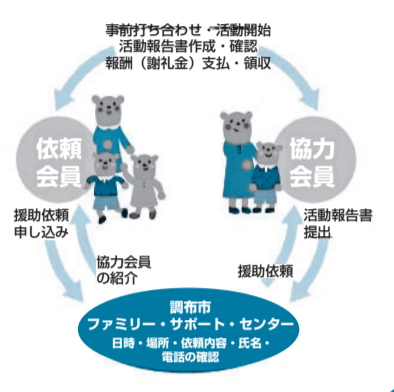 事前打ち合わせ・活動開始
活動報告書作成・確認
報酬（謝礼金）支払・領収
依頼
会員
協力
会員
援助依頼
申し込み
活動報告書
提出
協力会員
の紹介
援助依頼
調布市
ファミリー・サポート・センター
日時・場所・依頼内容・氏名・
電話の確認